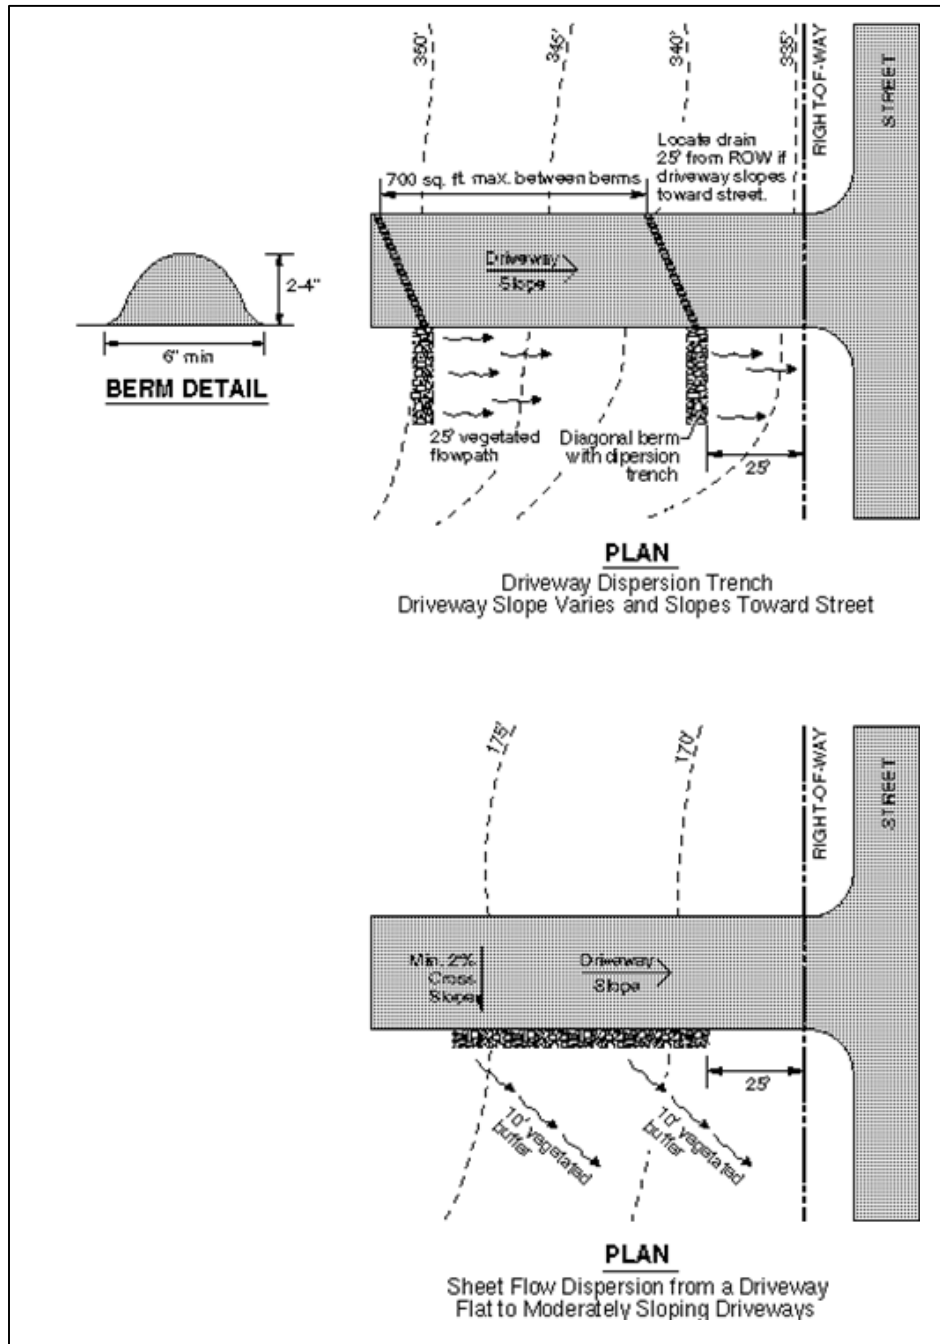 350'
345'
340'
335'
RIGHT-OF-WAY
STREET
Locate drain
25' from ROW if
driveway slopes
toward street.
700 sq. ft. max. between berms
Driveway
Slope
2-4"
6" min
BERM DETAIL
25' vegetated
flowpath
Diagonal berm
with dipersion
trench
25'
PLAN
Driveway Dispersion Trench
Driveway Slope Varies and Slopes Toward Street
175'
170'
RIGHT-OF-WAY
STREET
Min. 2%
Cross
Slope
Driveway
Slope
25'
10' vegetated
buffer
10' vegetated
buffer
PLAN
Sheet Flow Dispersion from a Driveway
Flat to Moderately Sloping Driveways